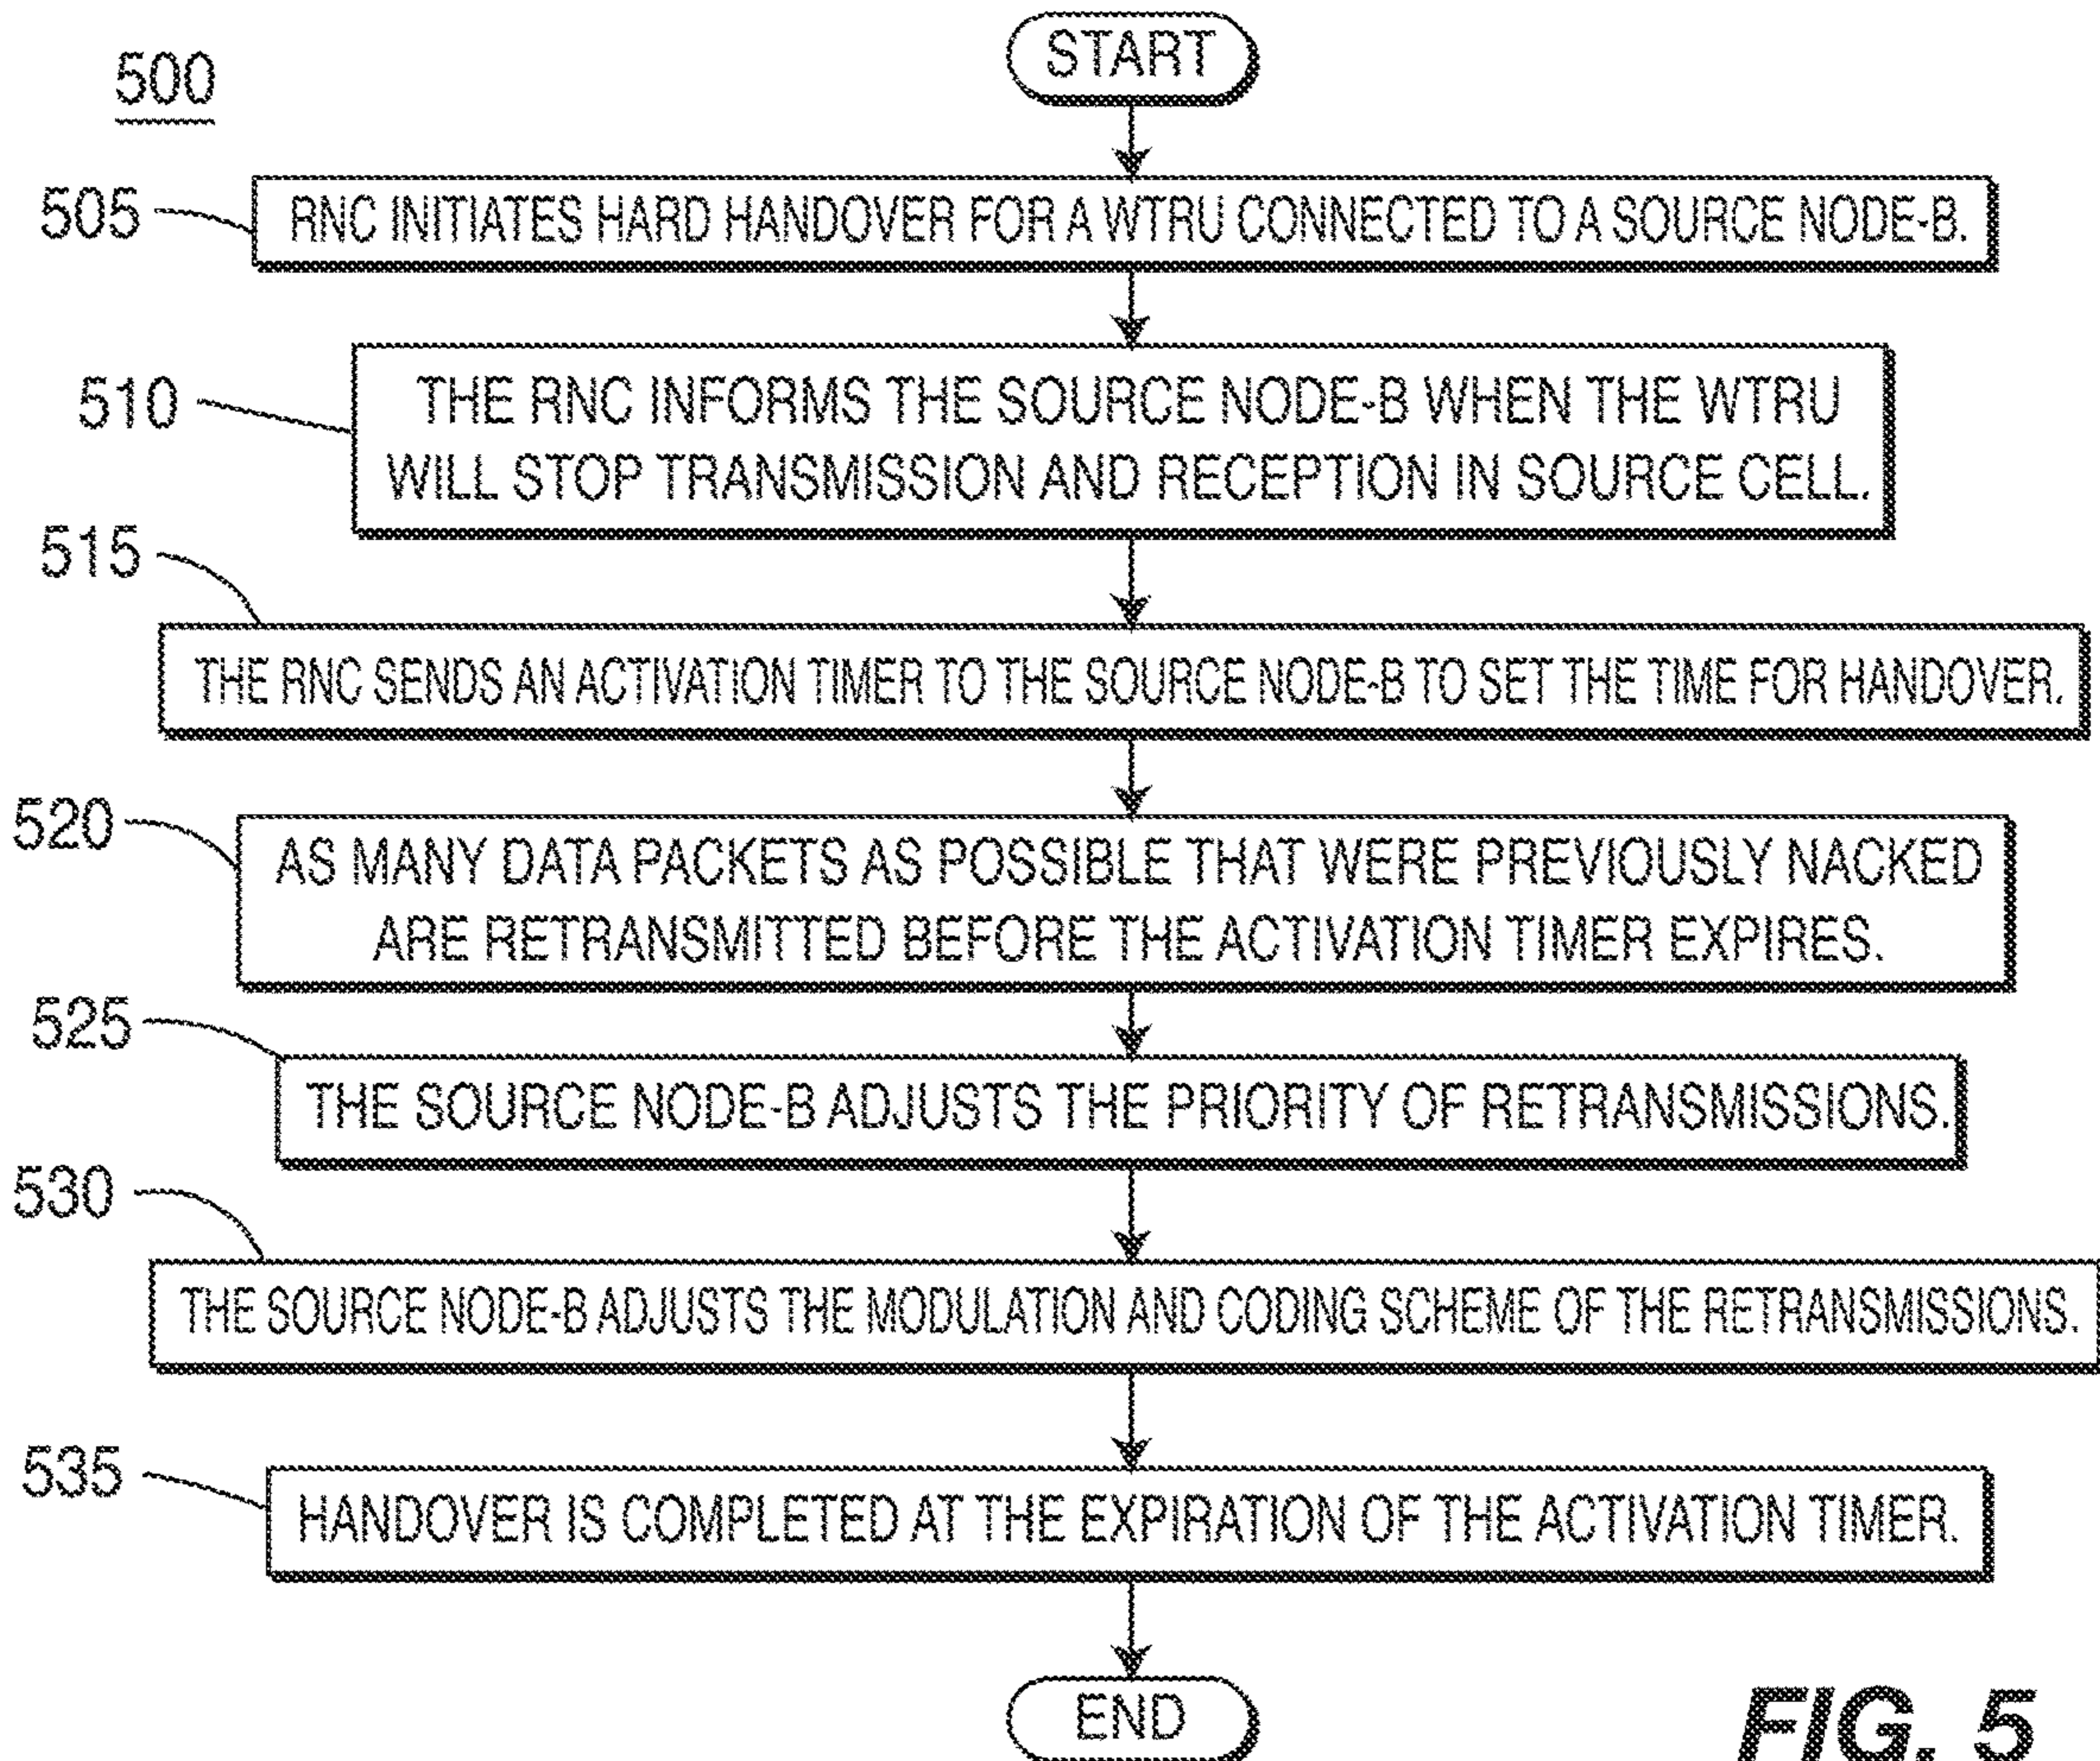 START
500
505
RNC INITIATES HARD HANDOVER FOR A WTRU CONNECTED TO A SOURCE NODE-B.
510
THE RNC INFORMS THE SOURCE NODE-B WHEN THE WTRU
WILL STOP TRANSMISSION AND RECEPTION IN SOURCE CELL.
515
THE RNC SENDS AN ACTIVATION TIMER TO THE SOURCE NODE-B TO SET THE TIME FOR HANDOVER.
520
AS MANY DATA PACKETS AS POSSIBLE THAT WERE PREVIOUSLY NACKED
ARE RETRANSMITTED BEFORE THE ACTIVATION TIMER EXPIRES.
525
THE SOURCE NODE-B ADJUSTS THE PRIORITY OF RETRANSMISSIONS.
530
THE SOURCE NODE-B ADJUSTS THE MODULATION AND CODING SCHEME OF THE RETRANSMISSIONS.
535
HANDOVER IS COMPLETED AT THE EXPIRATION OF THE ACTIVATION TIMER.
END
FIG. 5